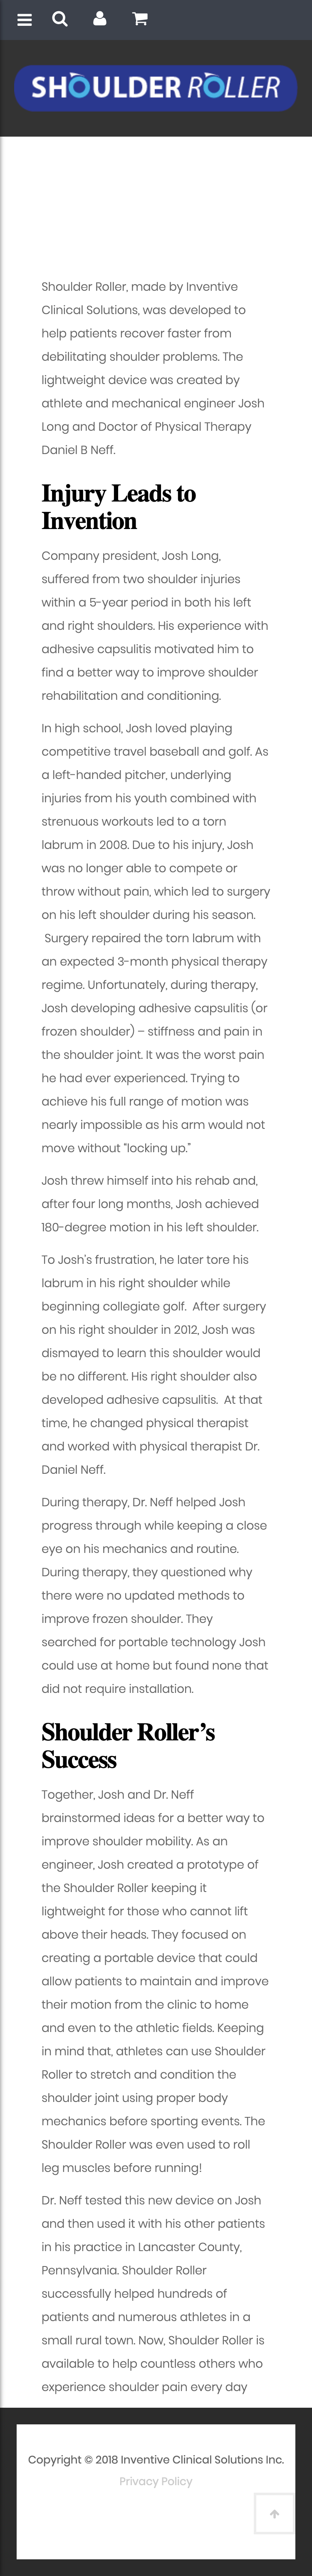 SHOULDER ROLLER
Shoulder Roller, made by Inventive
Clinical Solutions, was developed to
help patients recover faster from
debilitating shoulder problems. The
lightweight device was created by
athlete and mechanical engineer Josh
Long and Doctor of Physical Therapy
Daniel B Neff.
Injury Leads to
Invention
Company president, Josh Long,
suffered from two shoulder injuries
within a 5-year period in both his left
and right shoulders. His experience with
adhesive capsulitis motivated him to
find a better way to improve shoulder
rehabilitation and conditioning.
In high school, Josh loved playing
competitive travel baseball and golf. As
a left-handed pitcher, underlying
injuries from his youth combined with
strenuous workouts led to a torn
labrum in 2008. Due to his injury, Josh
was no longer able to compete or
throw without pain, which led to surgery
on his left shoulder during his season.
Surgery repaired the torn labrum with
an expected 3-month physical therapy
regime. Unfortunately, during therapy,
Josh developing adhesive capsulitis (or
frozen shoulder) – stiffness and pain in
the shoulder joint. It was the worst pain
he had ever experienced. Trying to
achieve his full range of motion was
nearly impossible as his arm would not
move without “locking up.”
Josh threw himself into his rehab and,
after four long months, Josh achieved
180-degree motion in his left shoulder.
To Josh’s frustration, he later tore his
labrum in his right shoulder while
beginning collegiate golf.  After surgery
on his right shoulder in 2012, Josh was
dismayed to learn this shoulder would
be no different. His right shoulder also
developed adhesive capsulitis.  At that
time, he changed physical therapist
and worked with physical therapist Dr.
Daniel Neff.
During therapy, Dr. Neff helped Josh
progress through while keeping a close
eye on his mechanics and routine.
During therapy, they questioned why
there were no updated methods to
improve frozen shoulder. They
searched for portable technology Josh
could use at home but found none that
did not require installation.
Shoulder Roller’s
Success
Together, Josh and Dr. Neff
brainstormed ideas for a better way to
improve shoulder mobility. As an
engineer, Josh created a prototype of
the Shoulder Roller keeping it
lightweight for those who cannot lift
above their heads. They focused on
creating a portable device that could
allow patients to maintain and improve
their motion from the clinic to home
and even to the athletic fields. Keeping
in mind that, athletes can use Shoulder
Roller to stretch and condition the
shoulder joint using proper body
mechanics before sporting events. The
Shoulder Roller was even used to roll
leg muscles before running!
Dr. Neff tested this new device on Josh
and then used it with his other patients
in his practice in Lancaster County,
Pennsylvania. Shoulder Roller
successfully helped hundreds of
patients and numerous athletes in a
small rural town. Now, Shoulder Roller is
available to help countless others who
experience shoulder pain every day
Copyright © 2018 Inventive Clinical Solutions Inc.
Privacy Policy